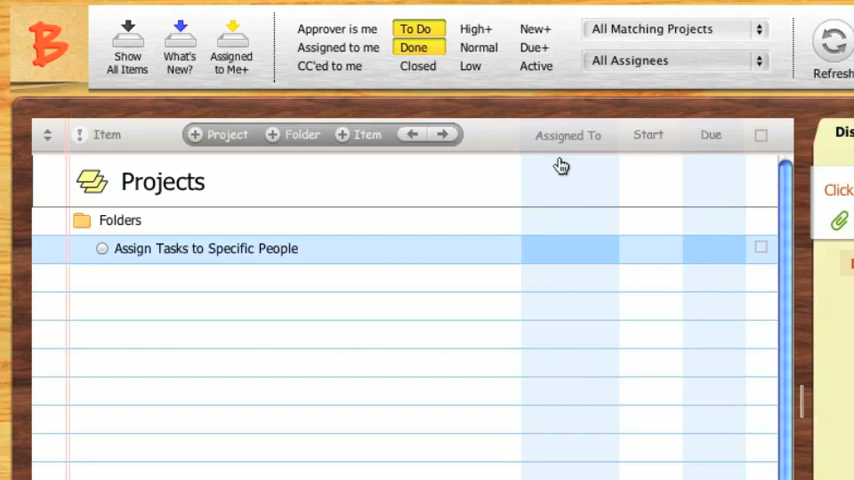 B
Show
All Items
What's
New?
Assigned
to Me+
Approver is me
Assigned to me
CC'ed to me
To Do
Done
Closed
High+
Normal
Low
New+
Due+
Active
All Matching Projects
All Assignees
Refresh
! Item
+ Project
+ Folder
+ Item
Assigned To
Start
Due
Dis
Projects
Click
Folders
Assign Tasks to Specific People